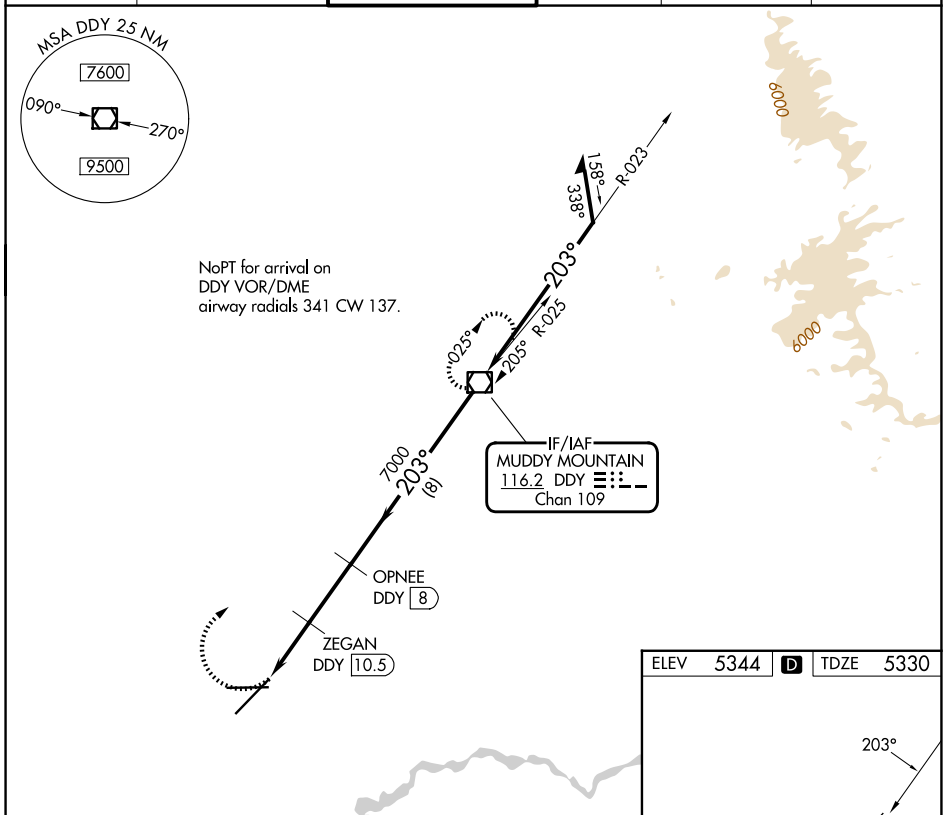 MSA DDY 25 NM
7600
090°
270°
9500
6000
6000
NoPT for arrival on
DDY VOR/DME
airway radials 341 CW 137.
158°
338°
R-023
203°
R-025
205°
025°
IF/IAF
MUDDY MOUNTAIN
116.2 DDY
Chan 109
7000
203°
(8)
OPNEE
DDY 8
ZEGAN
DDY 10.5
ELEV 5344 D TDZE 5330
203°